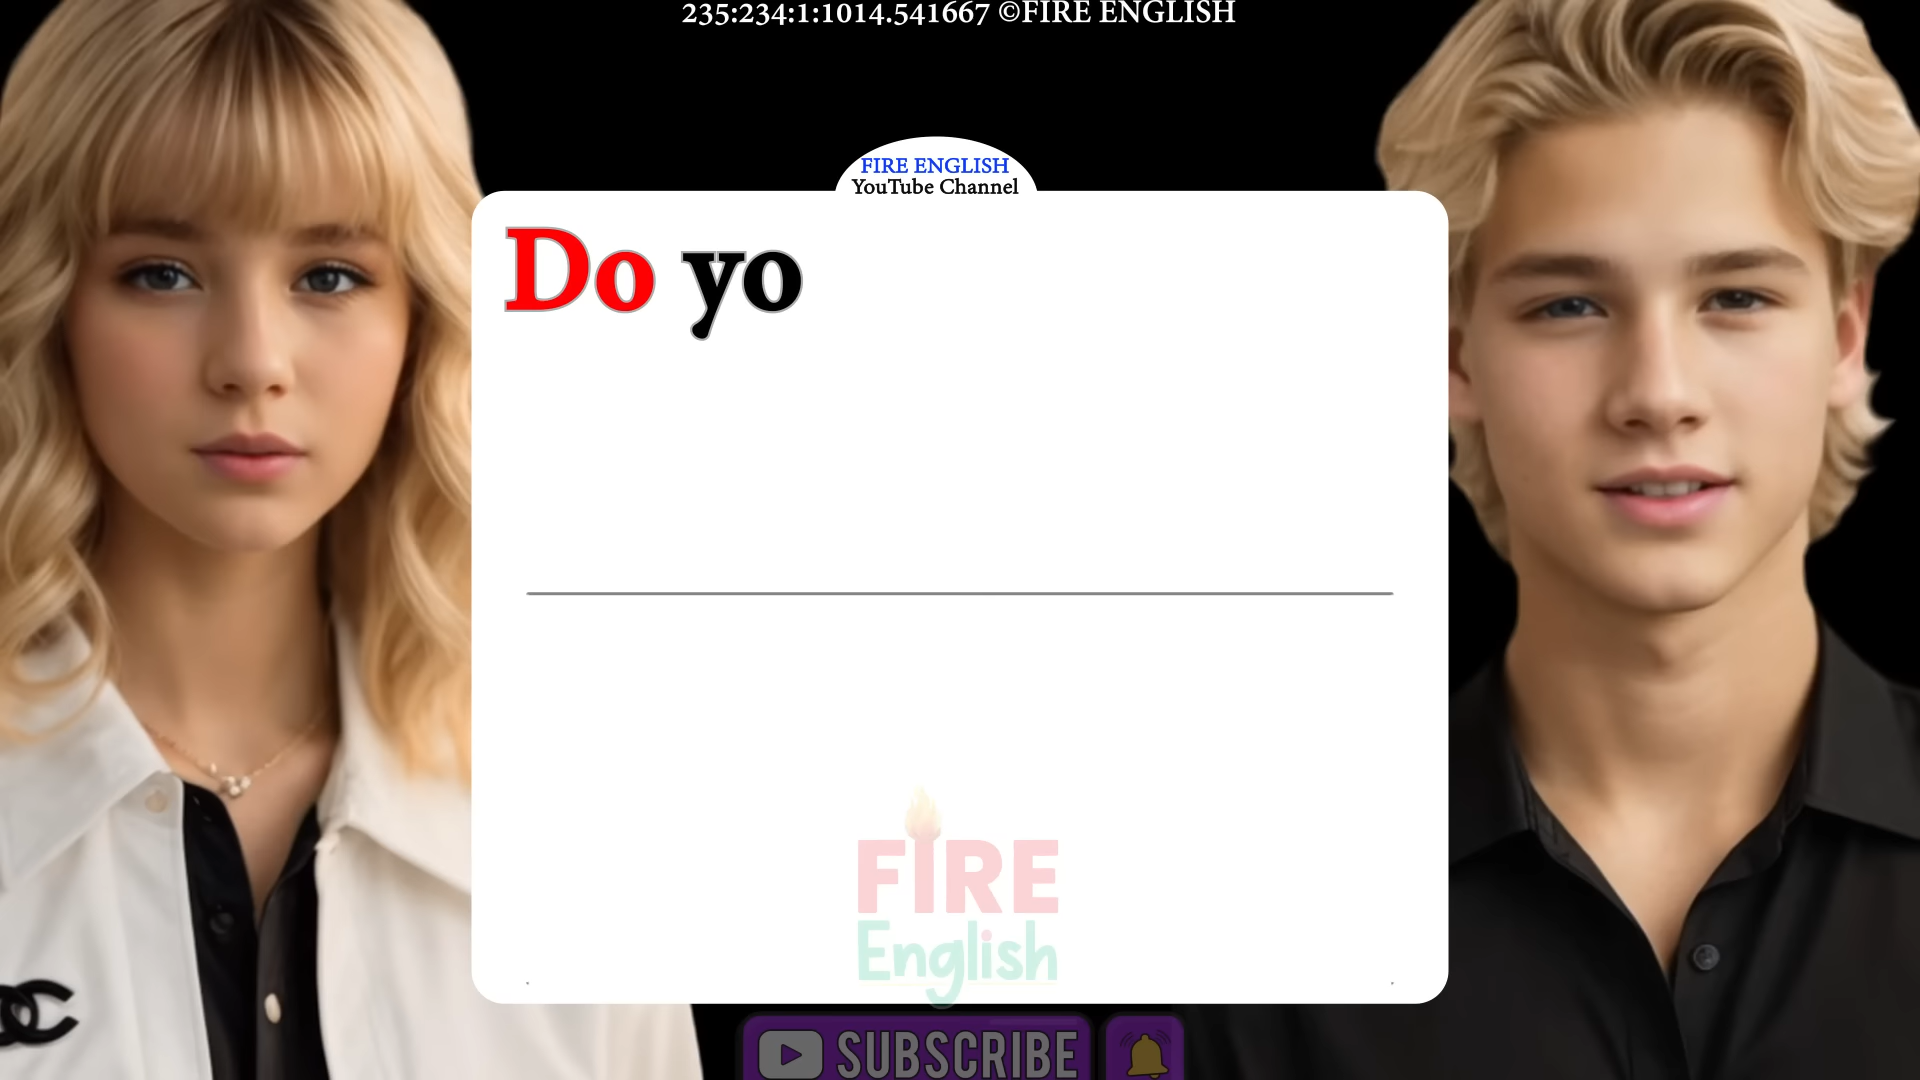 235:234:1:1014.541667 ©FIRE ENGLISH
FIRE ENGLISH
YouTube Channel
Do yo
FIRE
English
SUBSCRIBE